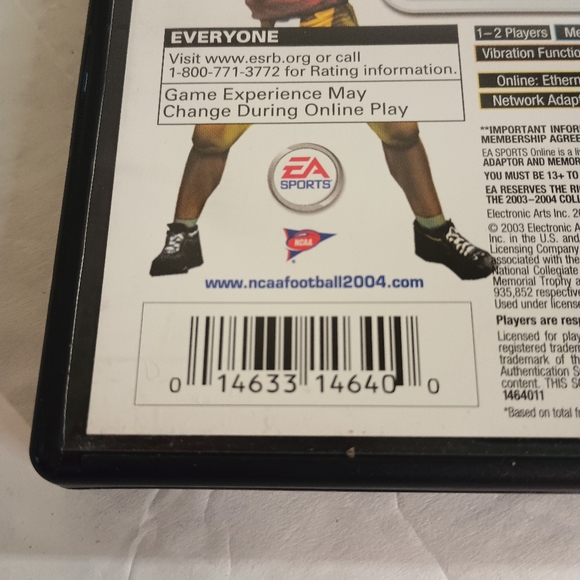 EVERYONE
Visit www.esrb.org or call
1-800-771-3772 for Rating information.
Game Experience May
Change During Online Play
EA
SPORTS
NCAA
www.ncaafootball2004.com
0 14633 14640 0
1-2 Players
Vibration Functio
Online: Ethern
Network Adapt
**IMPORTANT INFOR
MEMBERSHIP AGREE
EA SPORTS Online is a li
ADAPTOR AND MEMOR
YOU MUST BE 13+ TO
EA RESERVES THE RI
THE 2003-2004 COLL
Electronic Arts Inc. 2
© 2003 Electronic A
Inc. in the U.S. and
Licensing Company
associated with the
National Collegiate
Memorial Trophy a
935,852 respective
Used under license
Players are resp
Licensed for play
registered tradem
trademark of th
Authentication S
content. THIS S
1464011
*Based on total f